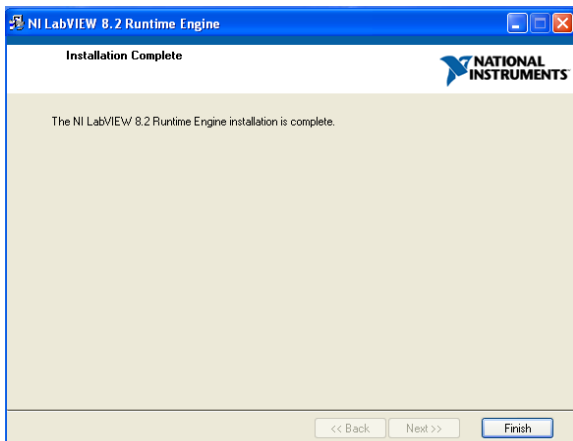 NI LabVIEW 8.2 Runtime Engine
Installation Complete
NATIONAL
INSTRUMENTS
The NI LabVIEW 8.2 Runtime Engine installation is complete.
<< Back Next >> Finish